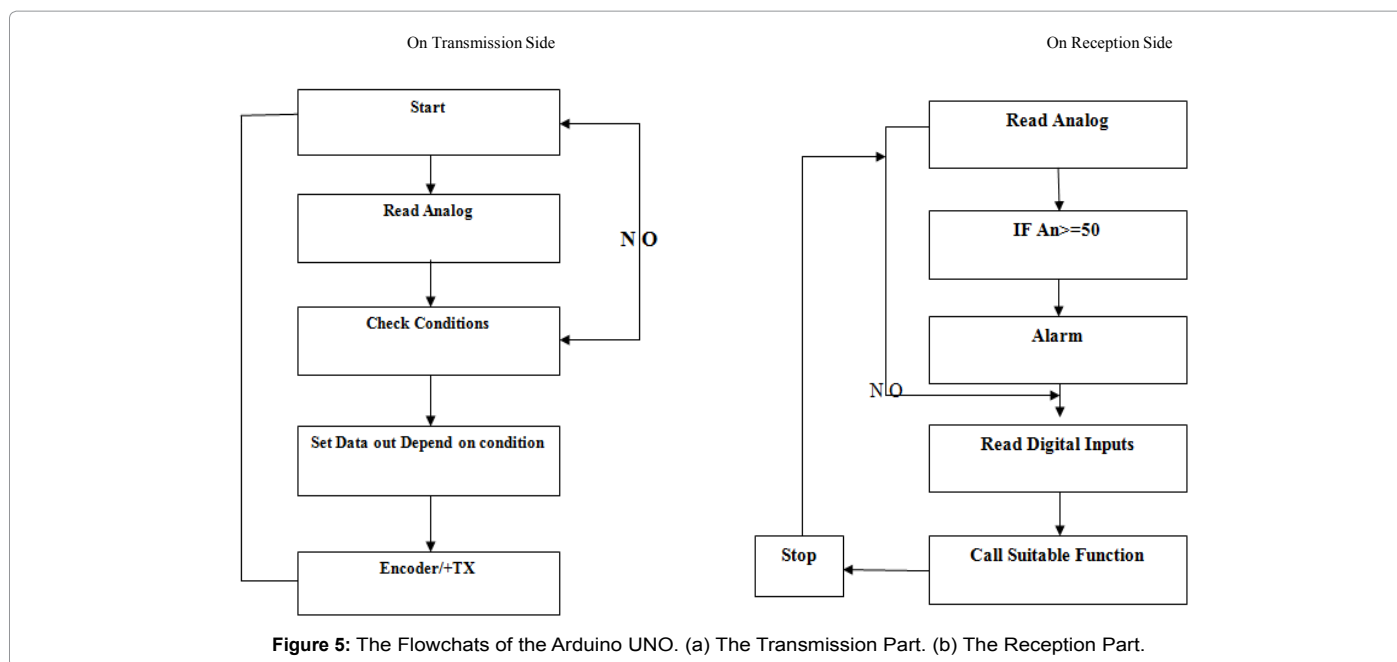 On Transmission Side
Start
Read Analog
N O
Check Conditions
Set Data out Depend on condition
Encoder/+TX
On Reception Side
Read Analog
IF An>=50
Alarm
N O
Read Digital Inputs
Stop
Call Suitable Function
Figure 5: The Flowchats of the Arduino UNO. (a) The Transmission Part. (b) The Reception Part.